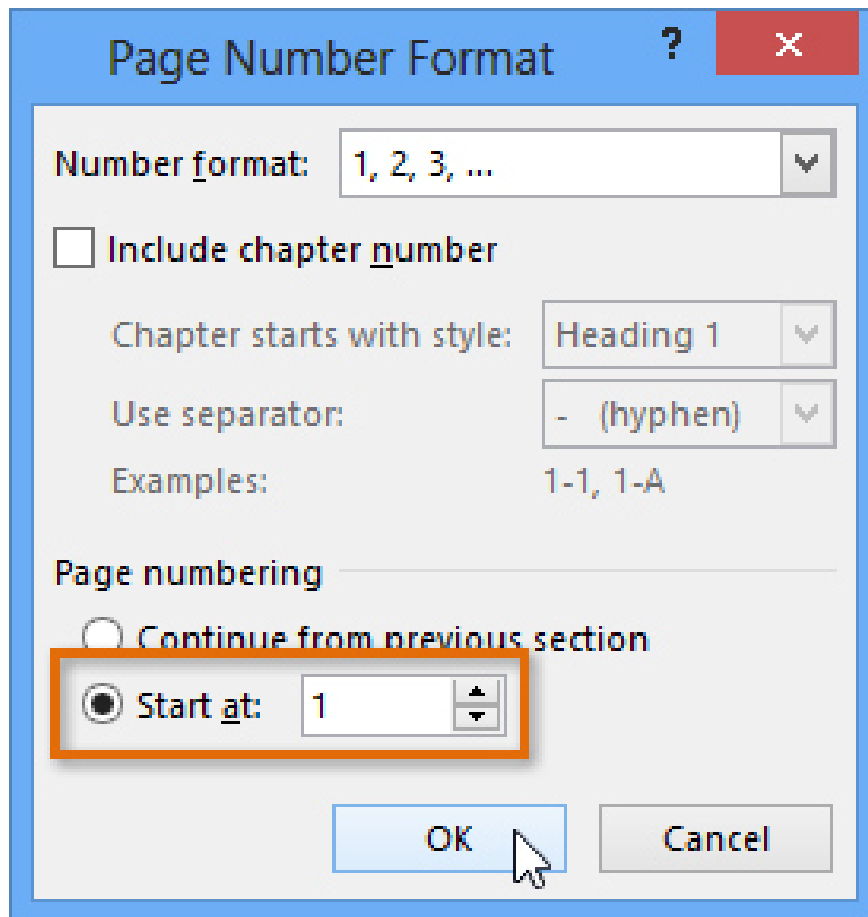 Page Number Format ?
Number format: 1, 2, 3, ...
Include chapter number
Chapter starts with style: Heading 1
Use separator: - (hyphen)
Examples: 1-1, 1-A
Page numbering
Continue from previous section
Start at: 1
OK Cancel